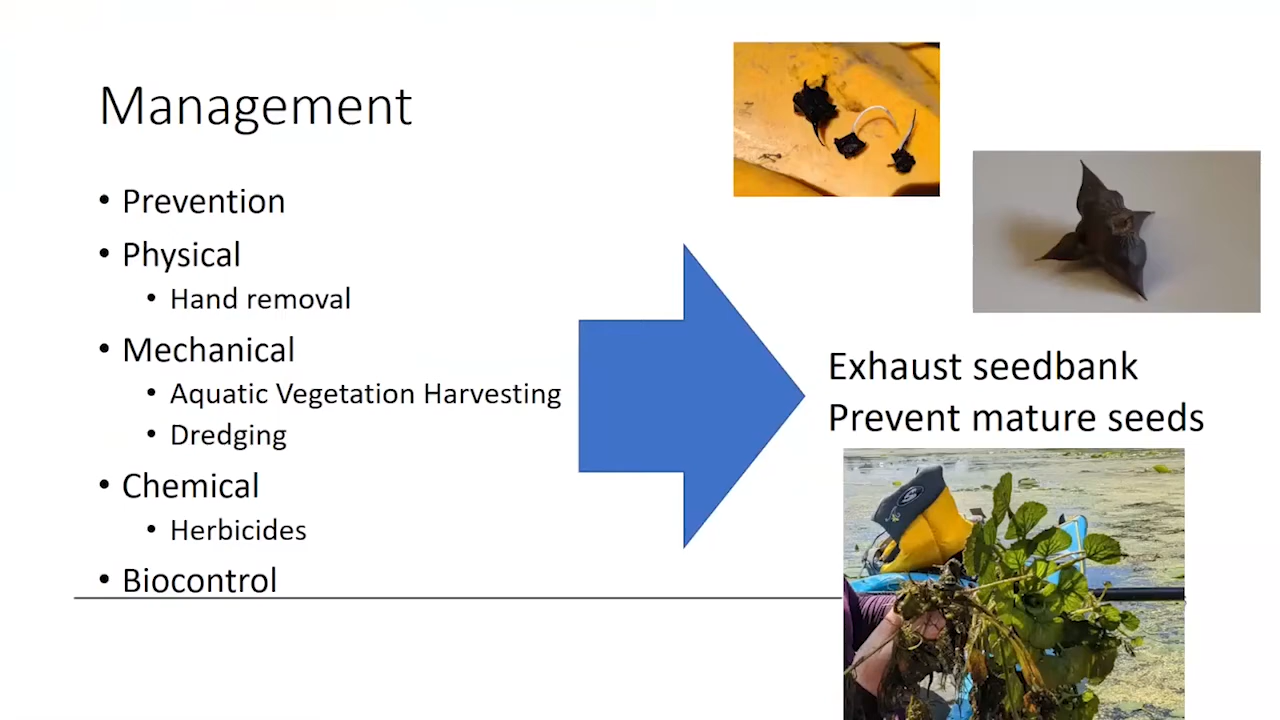 Management
• Prevention
• Physical
• Hand removal
• Mechanical
• Aquatic Vegetation Harvesting
• Dredging
• Chemical
• Herbicides
• Biocontrol
Exhaust seedbank
Prevent mature seeds